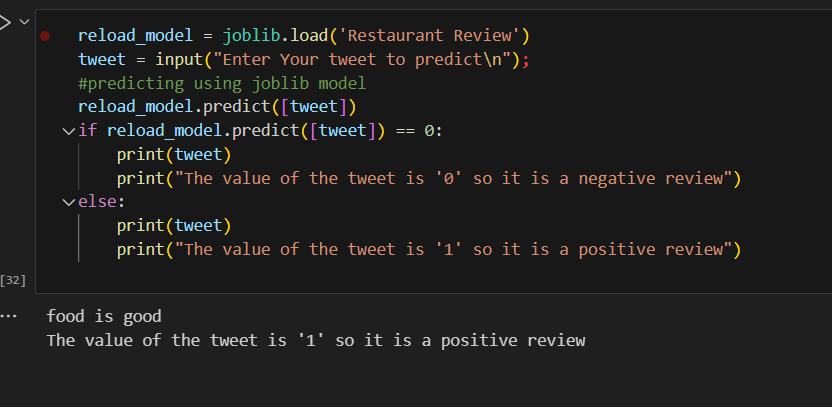 reload_model = joblib.load('Restaurant Review')
tweet = input("Enter Your tweet to predict\n");
#predicting using joblib model
reload_model.predict([tweet])
if reload_model.predict([tweet]) == 0:
    print(tweet)
    print("The value of the tweet is '0' so it is a negative review")
else:
    print(tweet)
    print("The value of the tweet is '1' so it is a positive review")
[32]
... food is good
The value of the tweet is '1' so it is a positive review